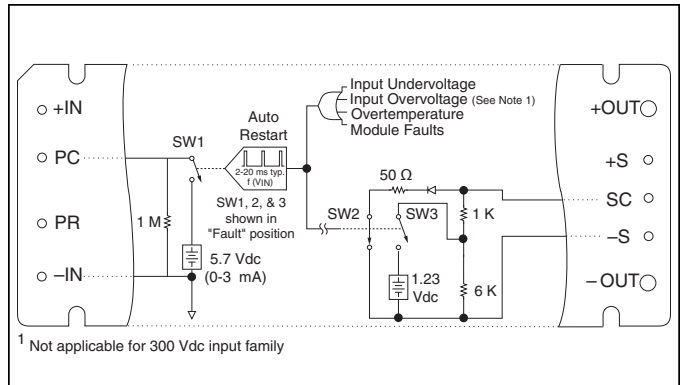 Input Undervoltage
Input Overvoltage (See Note 1)
Overtemperature
Module Faults
+IN
PC
PR
–IN
SW1
Auto
Restart
2-20 ms typ.
f (VIN)
SW1, 2, & 3
shown in
"Fault" position
1 M
5.7 Vdc
(0-3 mA)
50 Ω
SW2
SW3
1 K
1.23
Vdc
6 K
+OUT
+S
SC
–S
–OUT
1 Not applicable for 300 Vdc input family